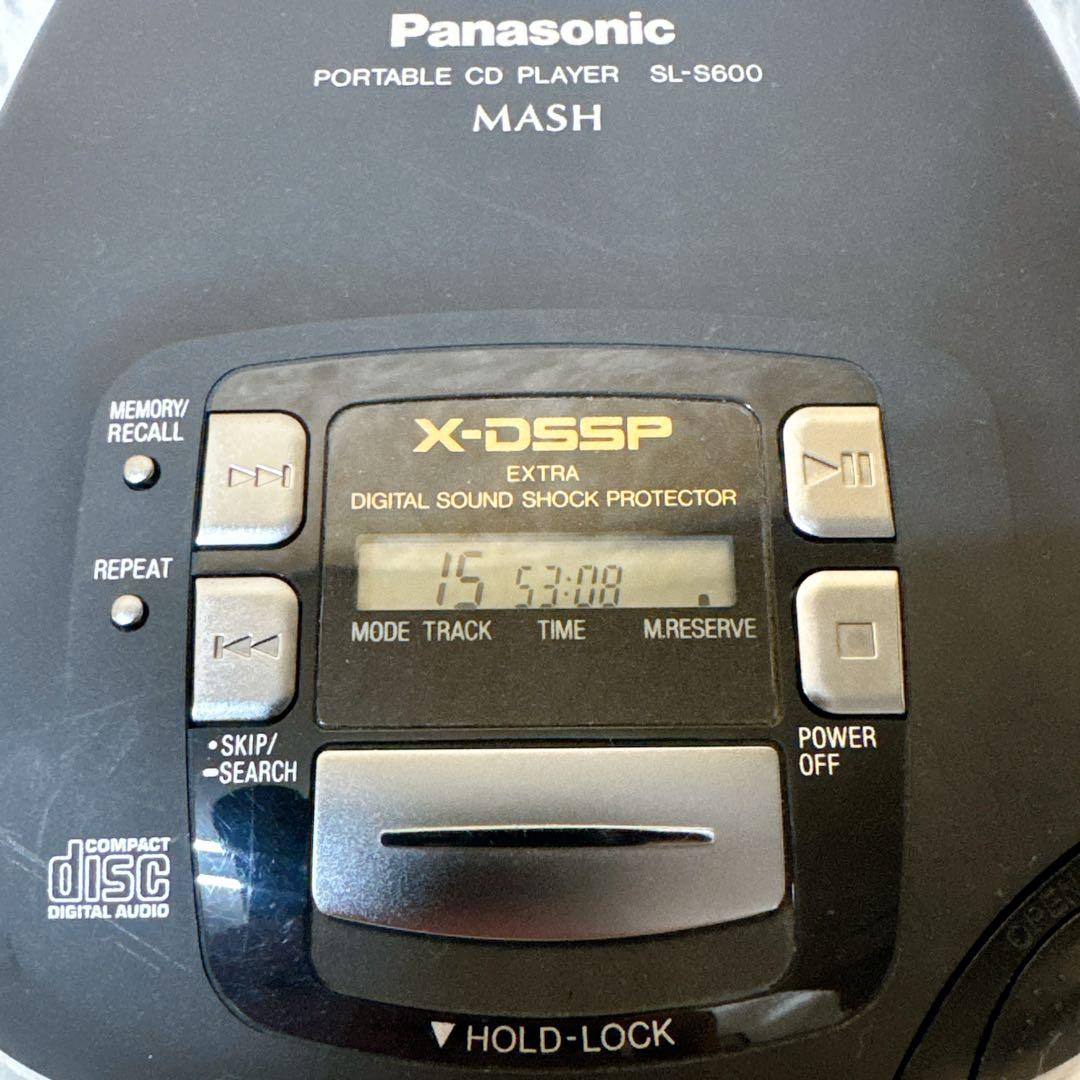 Panasonic
PORTABLE CD PLAYER SL-S600
MASH
MEMORY/
RECALL
X-DSSP
EXTRA
DIGITAL SOUND SHOCK PROTECTOR
REPEAT
15 53:08
MODE TRACK TIME M.RESERVE
•SKIP/
–SEARCH
POWER
OFF
COMPACT
disc
DIGITAL AUDIO
OPEN
▼HOLD-LOCK